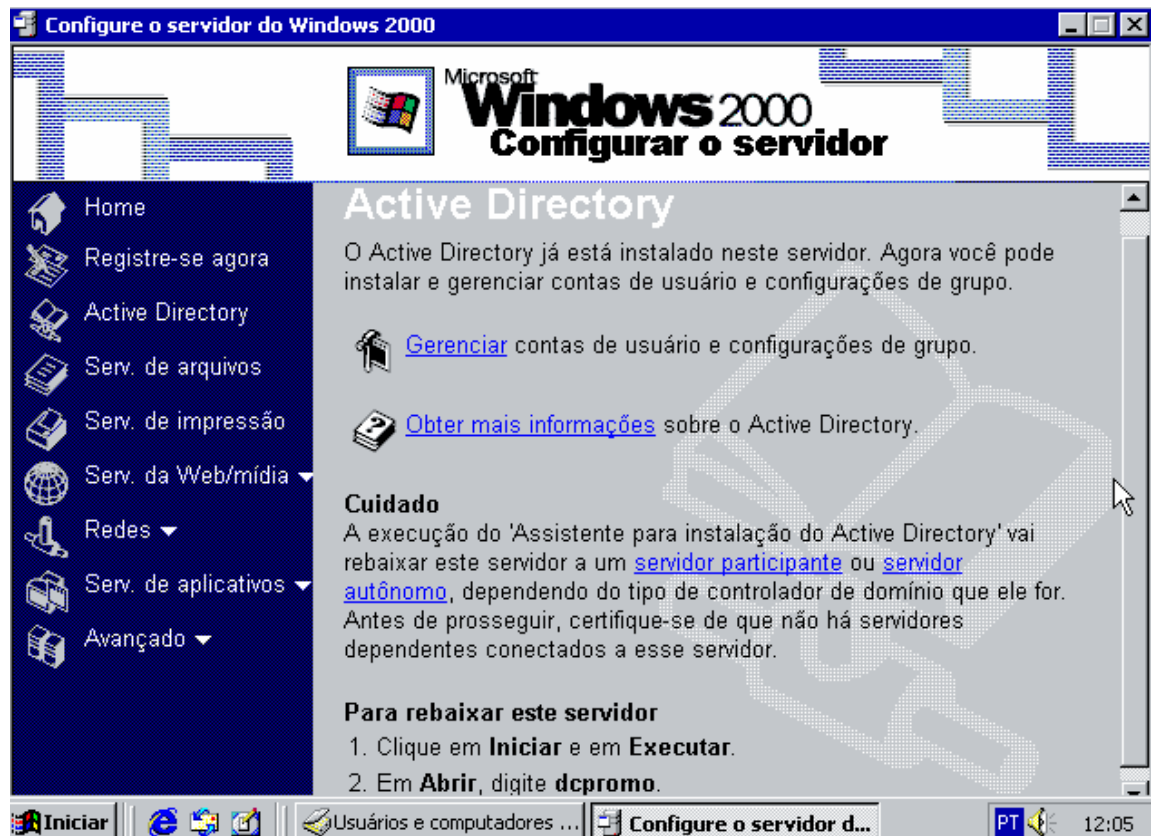 Configure o servidor do Windows 2000
Microsoft
Windows 2000
Configurar o servidor
Home
Registre-se agora
Active Directory
Serv. de arquivos
Serv. de impressão
Serv. da Web/mídia
Redes
Serv. de aplicativos
Avançado
Active Directory
O Active Directory já está instalado neste servidor. Agora você pode
instalar e gerenciar contas de usuário e configurações de grupo.
Gerenciar contas de usuário e configurações de grupo.
Obter mais informações sobre o Active Directory.
Cuidado
A execução do 'Assistente para instalação do Active Directory' vai
rebaixar este servidor a um servidor participante ou servidor
autônomo, dependendo do tipo de controlador de domínio que ele for.
Antes de prosseguir, certifique-se de que não há servidores
dependentes conectados a esse servidor.
Para rebaixar este servidor
1. Clique em Iniciar e em Executar.
2. Em Abrir, digite dcpromo.
Iniciar
Usuários e computadores ...
Configure o servidor d...
PT
12:05